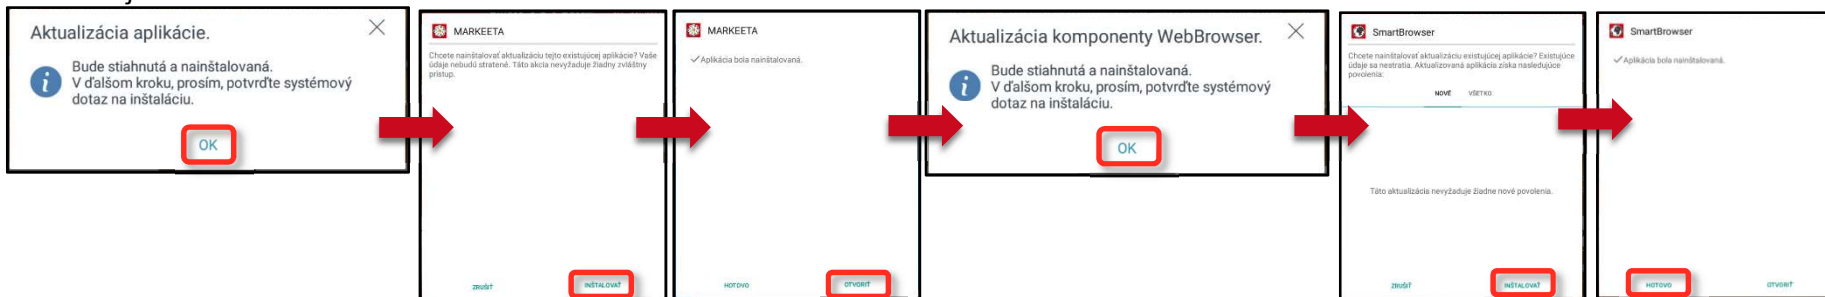 Aktualizácia aplikácie.
Bude stiahnutá a nainštalovaná.
V ďalšom kroku, prosím, potvrďte systémový
dotaz na inštaláciu.
OK
MARKEETA
Chcete nainštalovať aktualizáciu tejto existujúcej aplikácie? Vaše
údaje nebudú stratené. Táto akcia nevyžaduje žiadny zvláštny
prístup.
ZRUŠIŤ
INŠTALOVAŤ
MARKEETA
Aplikácia bola nainštalovaná.
HOTOVO
OTVORIŤ
Aktualizácia komponenty WebBrowser.
Bude stiahnutá a nainštalovaná.
V ďalšom kroku, prosím, potvrďte systémový
dotaz na inštaláciu.
OK
SmartBrowser
Chcete nainštalovať aktualizáciu existujúcej aplikácie? Existujúce
údaje sa nestratia. Aktualizovaná aplikácia získa nasledujúce
povolenia:
NOVÉ
VŠETKO
Táto aktualizácia nevyžaduje žiadne nové povolenia.
ZRUŠIŤ
INŠTALOVAŤ
SmartBrowser
Aplikácia bola nainštalovaná.
HOTOVO
OTVORIŤ